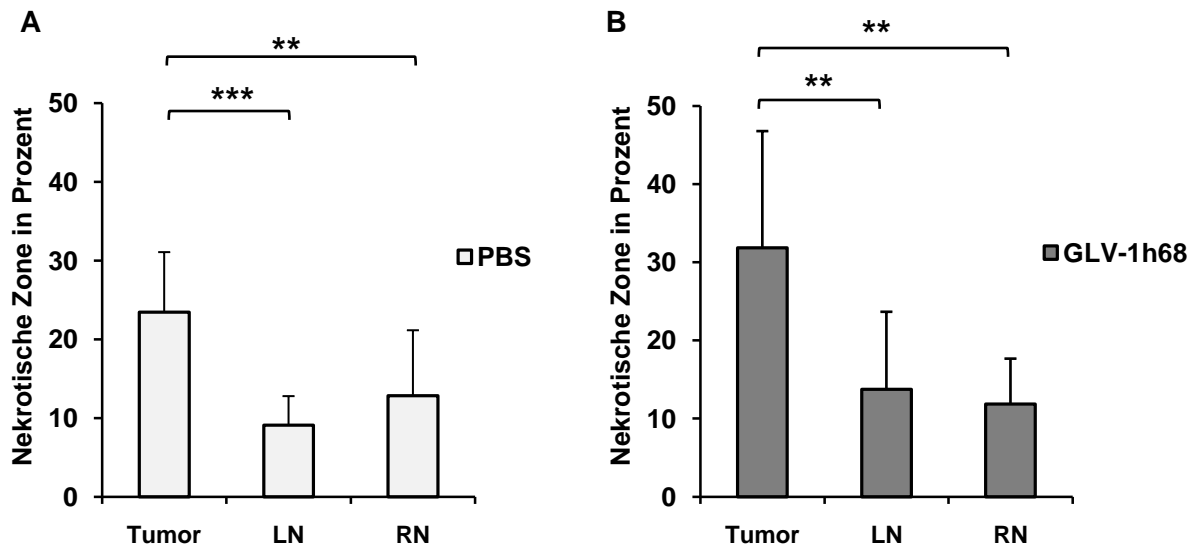 A
**
***
Nekrotische Zone in Prozent
50
40
30
20
10
0
Tumor LN RN
PBS
B
**
**
Nekrotische Zone in Prozent
50
40
30
20
10
0
Tumor LN RN
GLV-1h68